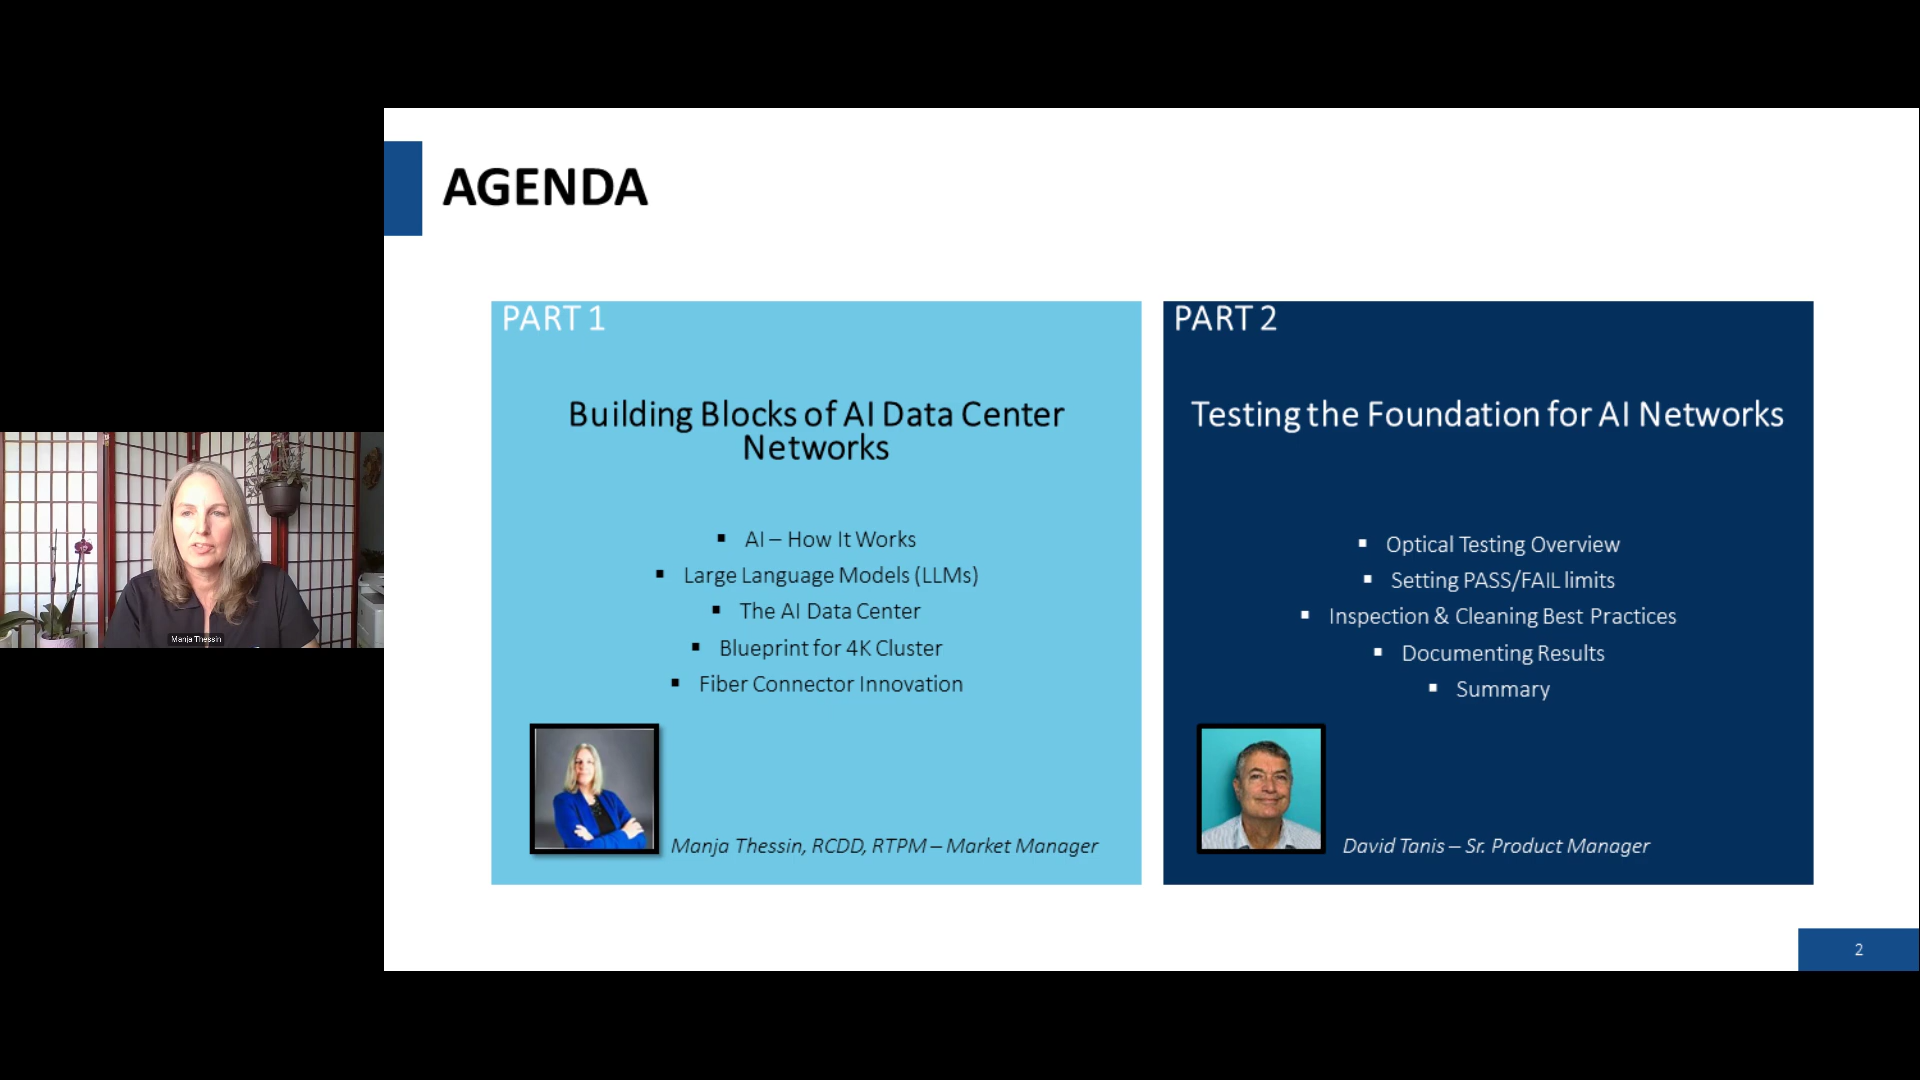 AGENDA
PART 1
Building Blocks of AI Data Center
Networks
▪ AI – How It Works
▪ Large Language Models (LLMs)
▪ The AI Data Center
▪ Blueprint for 4K Cluster
▪ Fiber Connector Innovation
Manja Thessin, RCDD, RTPM – Market Manager
PART 2
Testing the Foundation for AI Networks
▪ Optical Testing Overview
▪ Setting PASS/FAIL limits
▪ Inspection & Cleaning Best Practices
▪ Documenting Results
▪ Summary
David Tanis – Sr. Product Manager
Manja Thessin
2